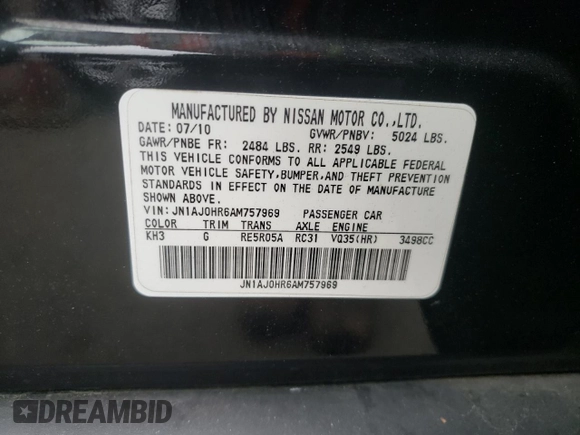 MANUFACTURED BY NISSAN MOTOR CO.,LTD.
DATE: 07/10 GVWR/PNBV: 5024 LBS.
GAWR/PNBE FR: 2484 LBS. RR: 2549 LBS.
THIS VEHICLE CONFORMS TO ALL APPLICABLE FEDERAL
MOTOR VEHICLE SAFETY,BUMPER,AND THEFT PREVENTION
STANDARDS IN EFFECT ON THE DATE OF MANUFACTURE
SHOWN ABOVE.
VIN: JN1AJ0HR6AM757969 PASSENGER CAR
COLOR TRIM TRANS AXLE ENGINE
KH3 G RE5R05A RC31 VQ35(HR) 3498CC
JN1AJ0HR6AM757969
DREAMBID